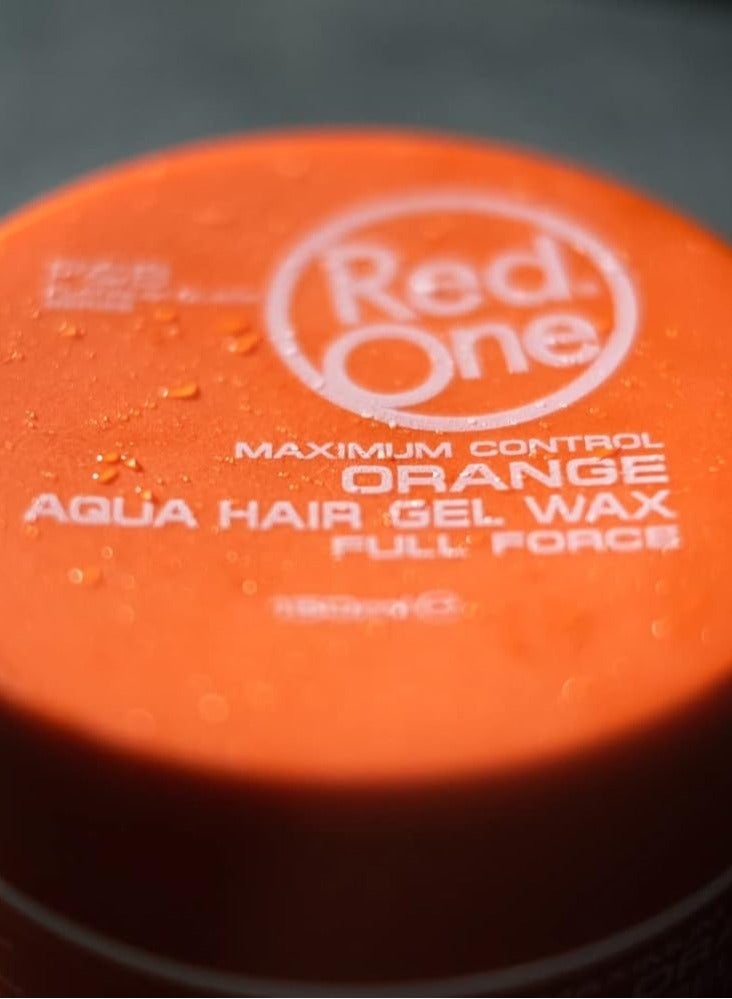 Red
One
MAXIMUM CONTROL
ORANGE
AQUA HAIR GEL WAX
FULL FORCE